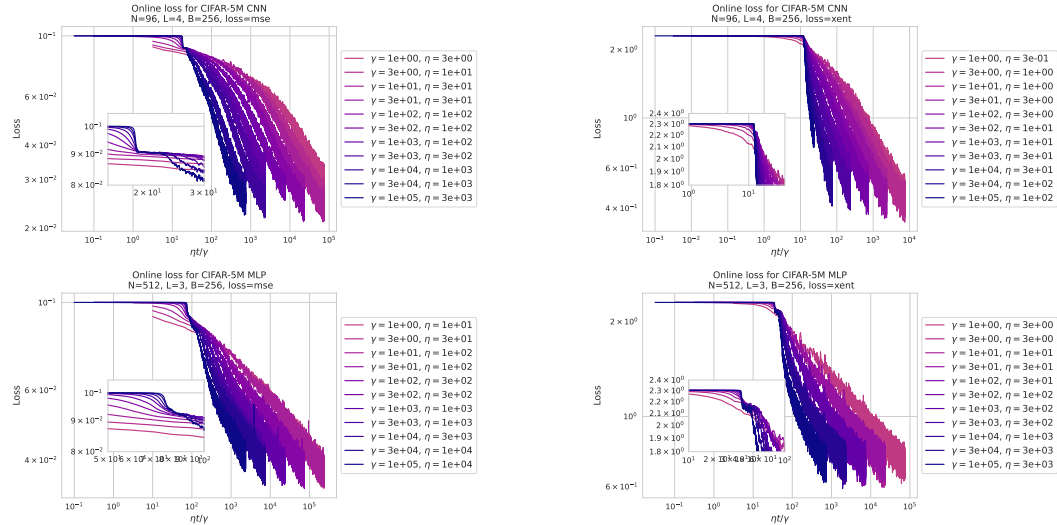 Online loss for CIFAR-5M CNN
N=96, L=4, B=256, loss=mse
10⁻¹
6 × 10⁻²
4 × 10⁻²
3 × 10⁻²
2 × 10⁻²
Loss
10⁻¹
9 × 10⁻²
8 × 10⁻²
2 × 10¹
3 × 10¹
10⁻¹ 10⁰ 10¹ 10² 10³ 10⁴ 10⁵
ηt/γ
γ = 1e+00, η = 3e+00
γ = 3e+00, η = 1e+01
γ = 1e+01, η = 3e+01
γ = 3e+01, η = 3e+01
γ = 1e+02, η = 1e+02
γ = 3e+02, η = 1e+02
γ = 1e+03, η = 1e+02
γ = 3e+03, η = 3e+02
γ = 1e+04, η = 1e+03
γ = 3e+04, η = 1e+03
γ = 1e+05, η = 3e+03
Online loss for CIFAR-5M CNN
N=96, L=4, B=256, loss=xent
2 × 10⁰
10⁰
6 × 10⁻¹
4 × 10⁻¹
Loss
2.4 × 10⁰
2.3 × 10⁰
2.2 × 10⁰
2.1 × 10⁰
2 × 10⁰
1.9 × 10⁰
1.8 × 10⁰
10⁰ 10¹
10⁻³ 10⁻² 10⁻¹ 10⁰ 10¹ 10² 10³ 10⁴
ηt/γ
γ = 1e+00, η = 3e-01
γ = 3e+00, η = 1e+00
γ = 1e+01, η = 1e+00
γ = 3e+01, η = 3e+00
γ = 1e+02, η = 3e+00
γ = 3e+02, η = 1e+01
γ = 1e+03, η = 1e+01
γ = 3e+03, η = 3e+01
γ = 1e+04, η = 3e+01
γ = 3e+04, η = 1e+02
γ = 1e+05, η = 1e+02
Online loss for CIFAR-5M MLP
N=512, L=3, B=256, loss=mse
10⁻¹
6 × 10⁻²
4 × 10⁻²
Loss
10⁻¹
9 × 10⁻²
8 × 10⁻²
10²
10⁻¹ 10⁰ 10¹ 10² 10³ 10⁴ 10⁵
ηt/γ
γ = 1e+00, η = 1e+01
γ = 3e+00, η = 3e+01
γ = 1e+01, η = 1e+02
γ = 3e+01, η = 1e+02
γ = 1e+02, η = 1e+02
γ = 3e+02, η = 3e+02
γ = 1e+03, η = 1e+03
γ = 3e+03, η = 1e+03
γ = 1e+04, η = 3e+03
γ = 3e+04, η = 1e+04
γ = 1e+05, η = 1e+04
Online loss for CIFAR-5M MLP
N=512, L=3, B=256, loss=xent
2 × 10⁰
10⁰
6 × 10⁻¹
Loss
2.4 × 10⁰
2.3 × 10⁰
2.2 × 10⁰
2.1 × 10⁰
2 × 10⁰
1.9 × 10⁰
1.8 × 10⁰
10¹
10²
10⁻¹ 10⁰ 10¹ 10² 10³ 10⁴ 10⁵
ηt/γ
γ = 1e+00, η = 3e+00
γ = 3e+00, η = 1e+01
γ = 1e+01, η = 1e+01
γ = 3e+01, η = 3e+01
γ = 1e+02, η = 3e+01
γ = 3e+02, η = 1e+02
γ = 1e+03, η = 3e+02
γ = 3e+03, η = 3e+02
γ = 1e+04, η = 1e+03
γ = 3e+04, η = 3e+03
γ = 1e+05, η = 3e+03